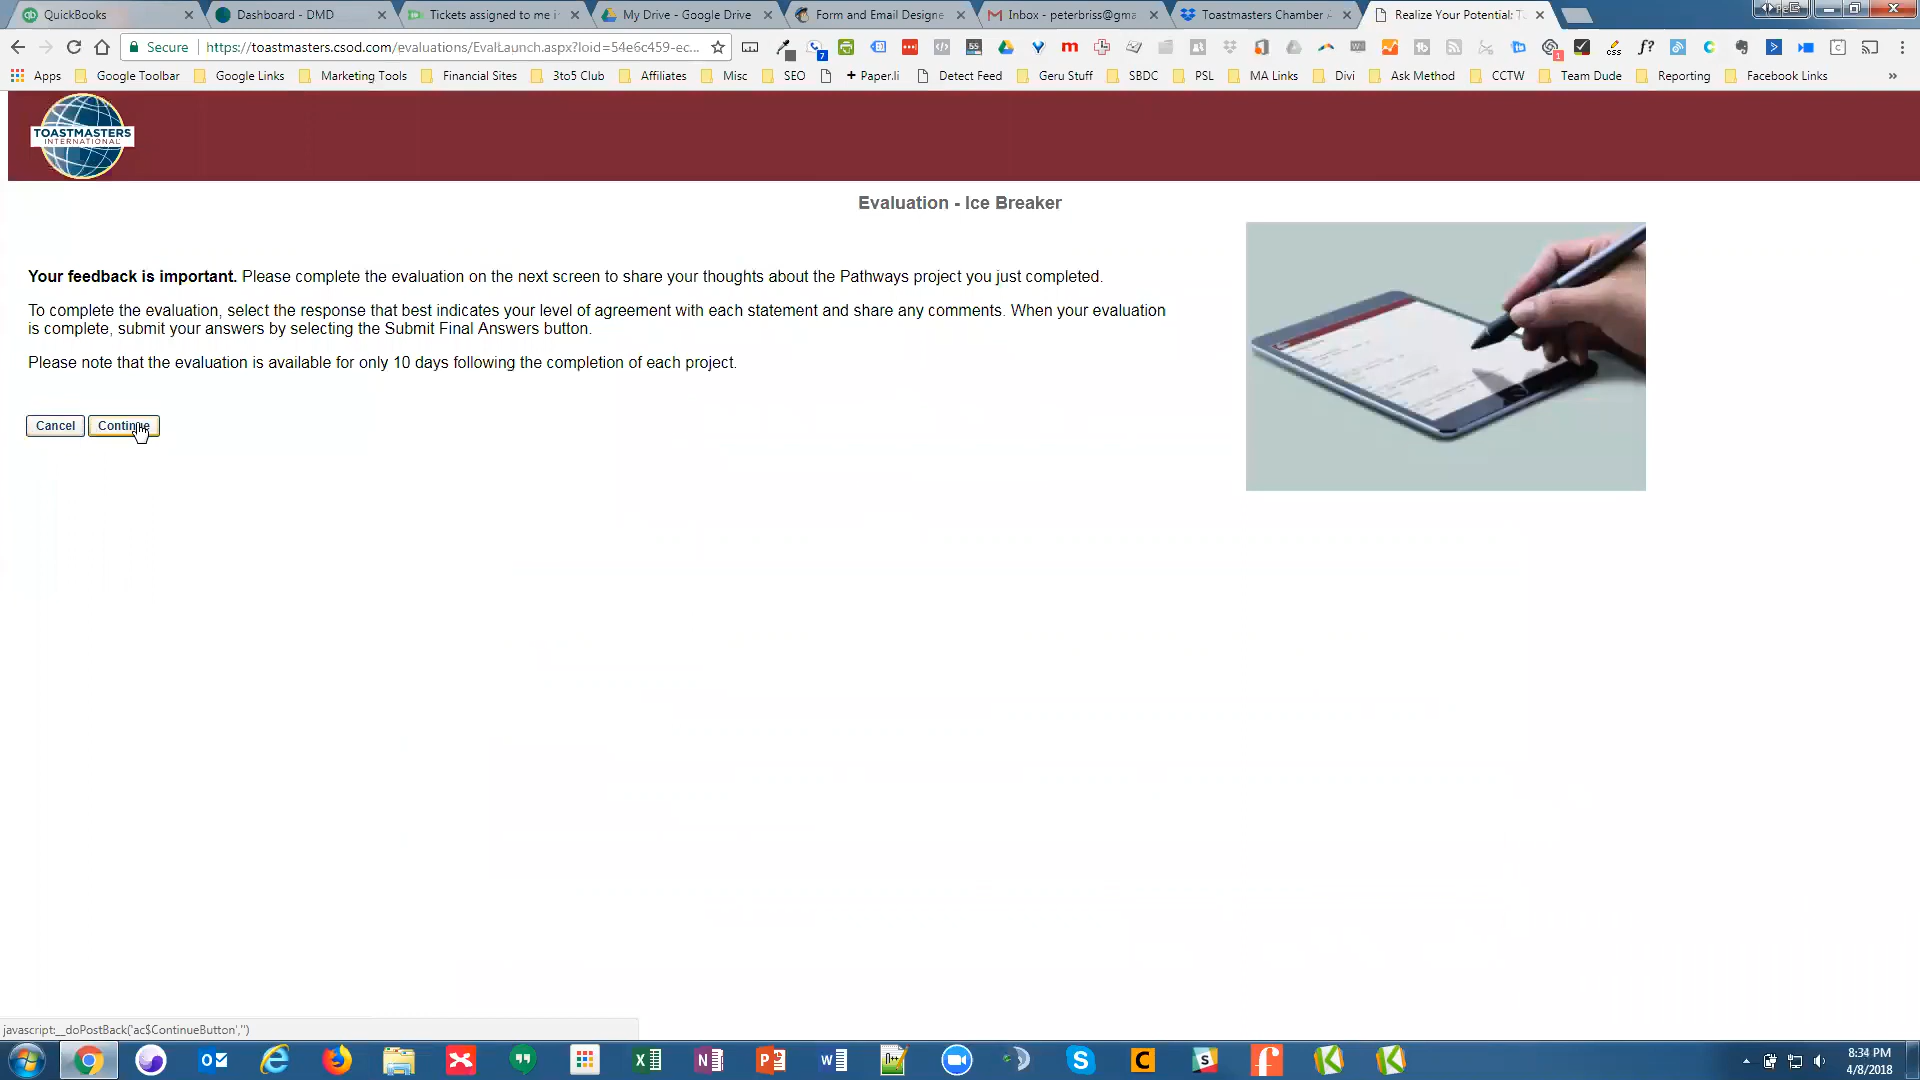 QuickBooks
Dashboard - DMD
Tickets assigned to me i
My Drive - Google Drive
Form and Email Designe
Inbox - peterbriss@gma
Toastmasters Chamber
Realize Your Potential: T
Secure
https://toastmasters.csod.com/evaluations/EvalLaunch.aspx?loid=54e6c459-ec...
Apps
Google Toolbar
Google Links
Marketing Tools
Financial Sites
3to5 Club
Affiliates
Misc
SEO
+ Paper.li
Detect Feed
Geru Stuff
SBDC
PSL
MA Links
Divi
Ask Method
CCTW
Team Dude
Reporting
Facebook Links
»
TOASTMASTERS
INTERNATIONAL
Evaluation - Ice Breaker
Your feedback is important. Please complete the evaluation on the next screen to share your thoughts about the Pathways project you just completed.
To complete the evaluation, select the response that best indicates your level of agreement with each statement and share any comments. When your evaluation
is complete, submit your answers by selecting the Submit Final Answers button.
Please note that the evaluation is available for only 10 days following the completion of each project.
Cancel
Continue
javascript:__doPostBack('ac$ContinueButton','')
8:34 PM
4/8/2018